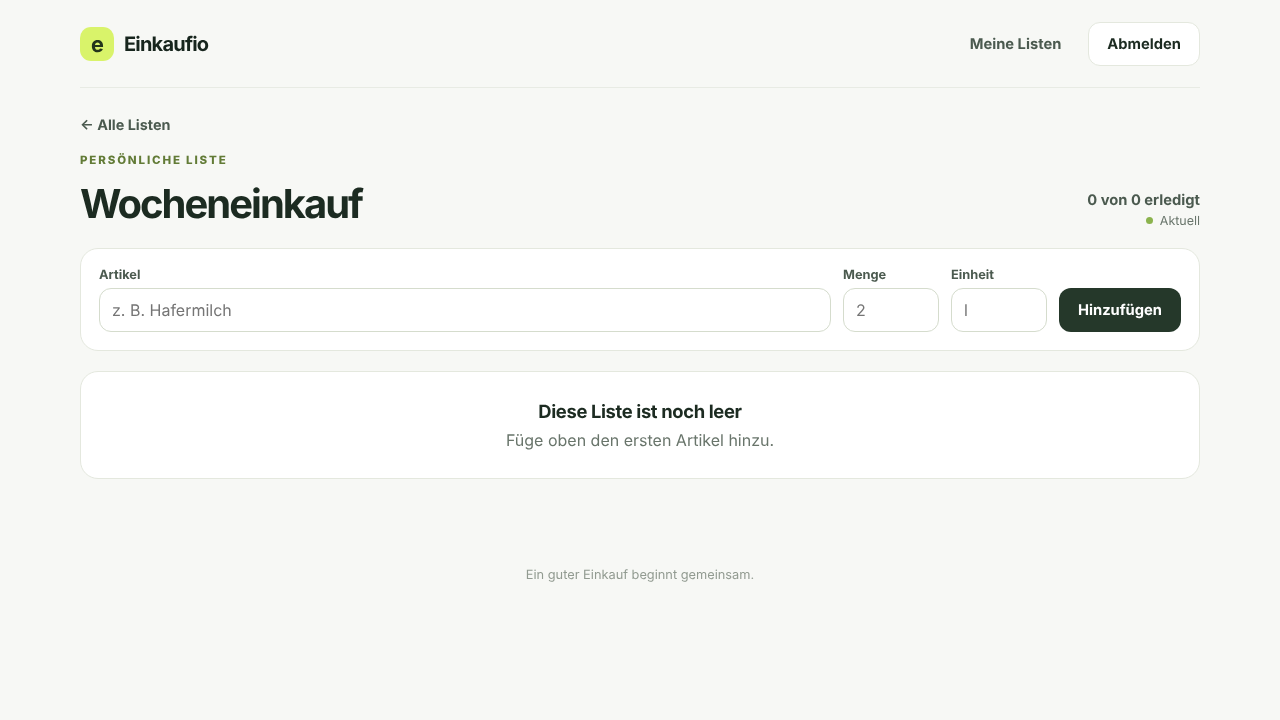 e Einkaufio
Meine Listen
Abmelden
← Alle Listen
PERSÖNLICHE LISTE
Wocheneinkauf
0 von 0 erledigt
Aktuell
Artikel
Menge
Einheit
z. B. Hafermilch
2
l
Hinzufügen
Diese Liste ist noch leer
Füge oben den ersten Artikel hinzu.
Ein guter Einkauf beginnt gemeinsam.